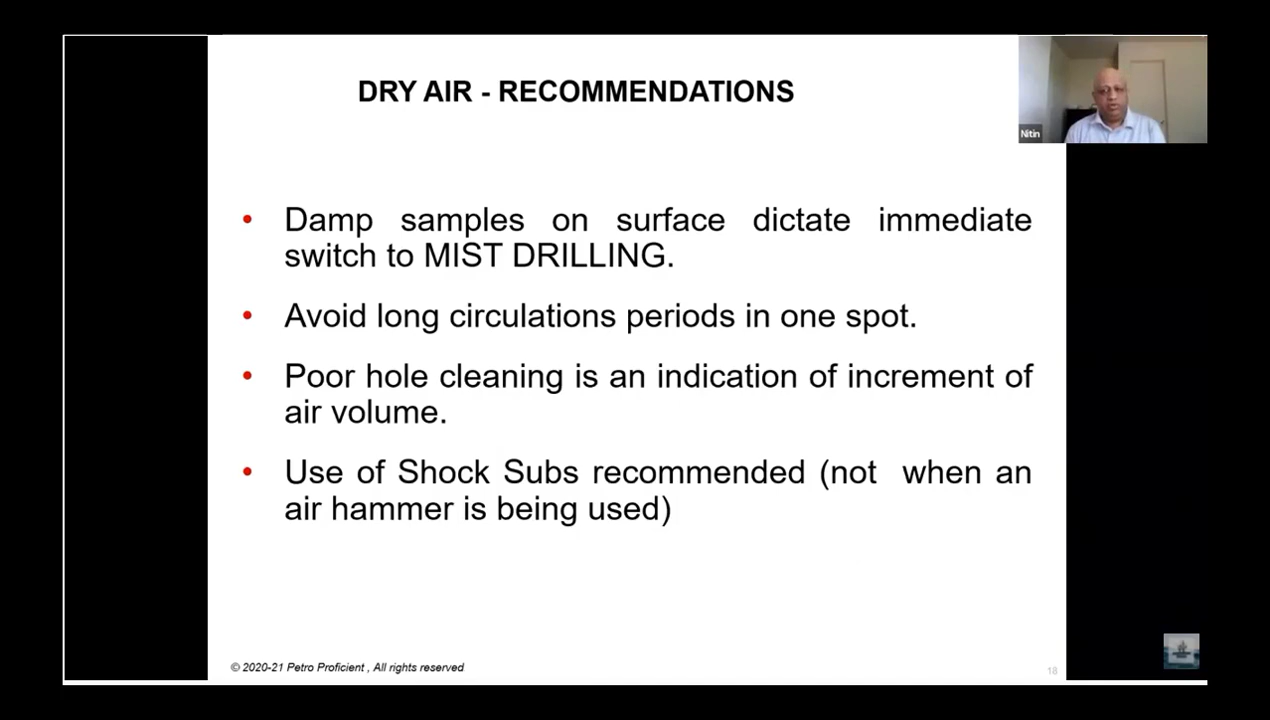 DRY AIR - RECOMMENDATIONS
Nitin
• Damp samples on surface dictate immediate
switch to MIST DRILLING.
• Avoid long circulations periods in one spot.
• Poor hole cleaning is an indication of increment of
air volume.
• Use of Shock Subs recommended (not when an
air hammer is being used)
© 2020-21 Petro Proficient , All rights reserved
18